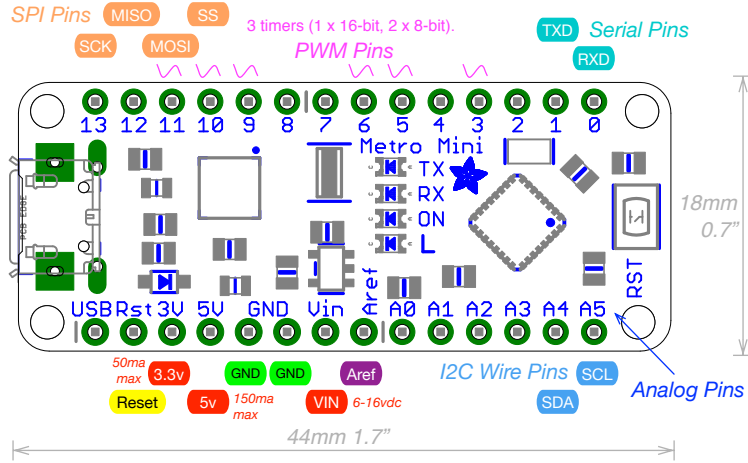 SPI Pins MISO SS
SCK MOSI
3 timers (1 x 16-bit, 2 x 8-bit).
PWM Pins
TXD Serial Pins
RXD
13 12 11 10 9 8 7 6 5 4 3 2 1 0
Metro Mini
TX
RX
ON
L
PCB EDGE
RST
18mm
0.7"
USB Rst 3V 5V GND Vin Aref A0 A1 A2 A3 A4 A5
50ma
max
3.3v GND GND Aref I2C Wire Pins SCL
Reset 5v 150ma
max
VIN 6-16vdc SDA
Analog Pins
44mm 1.7"